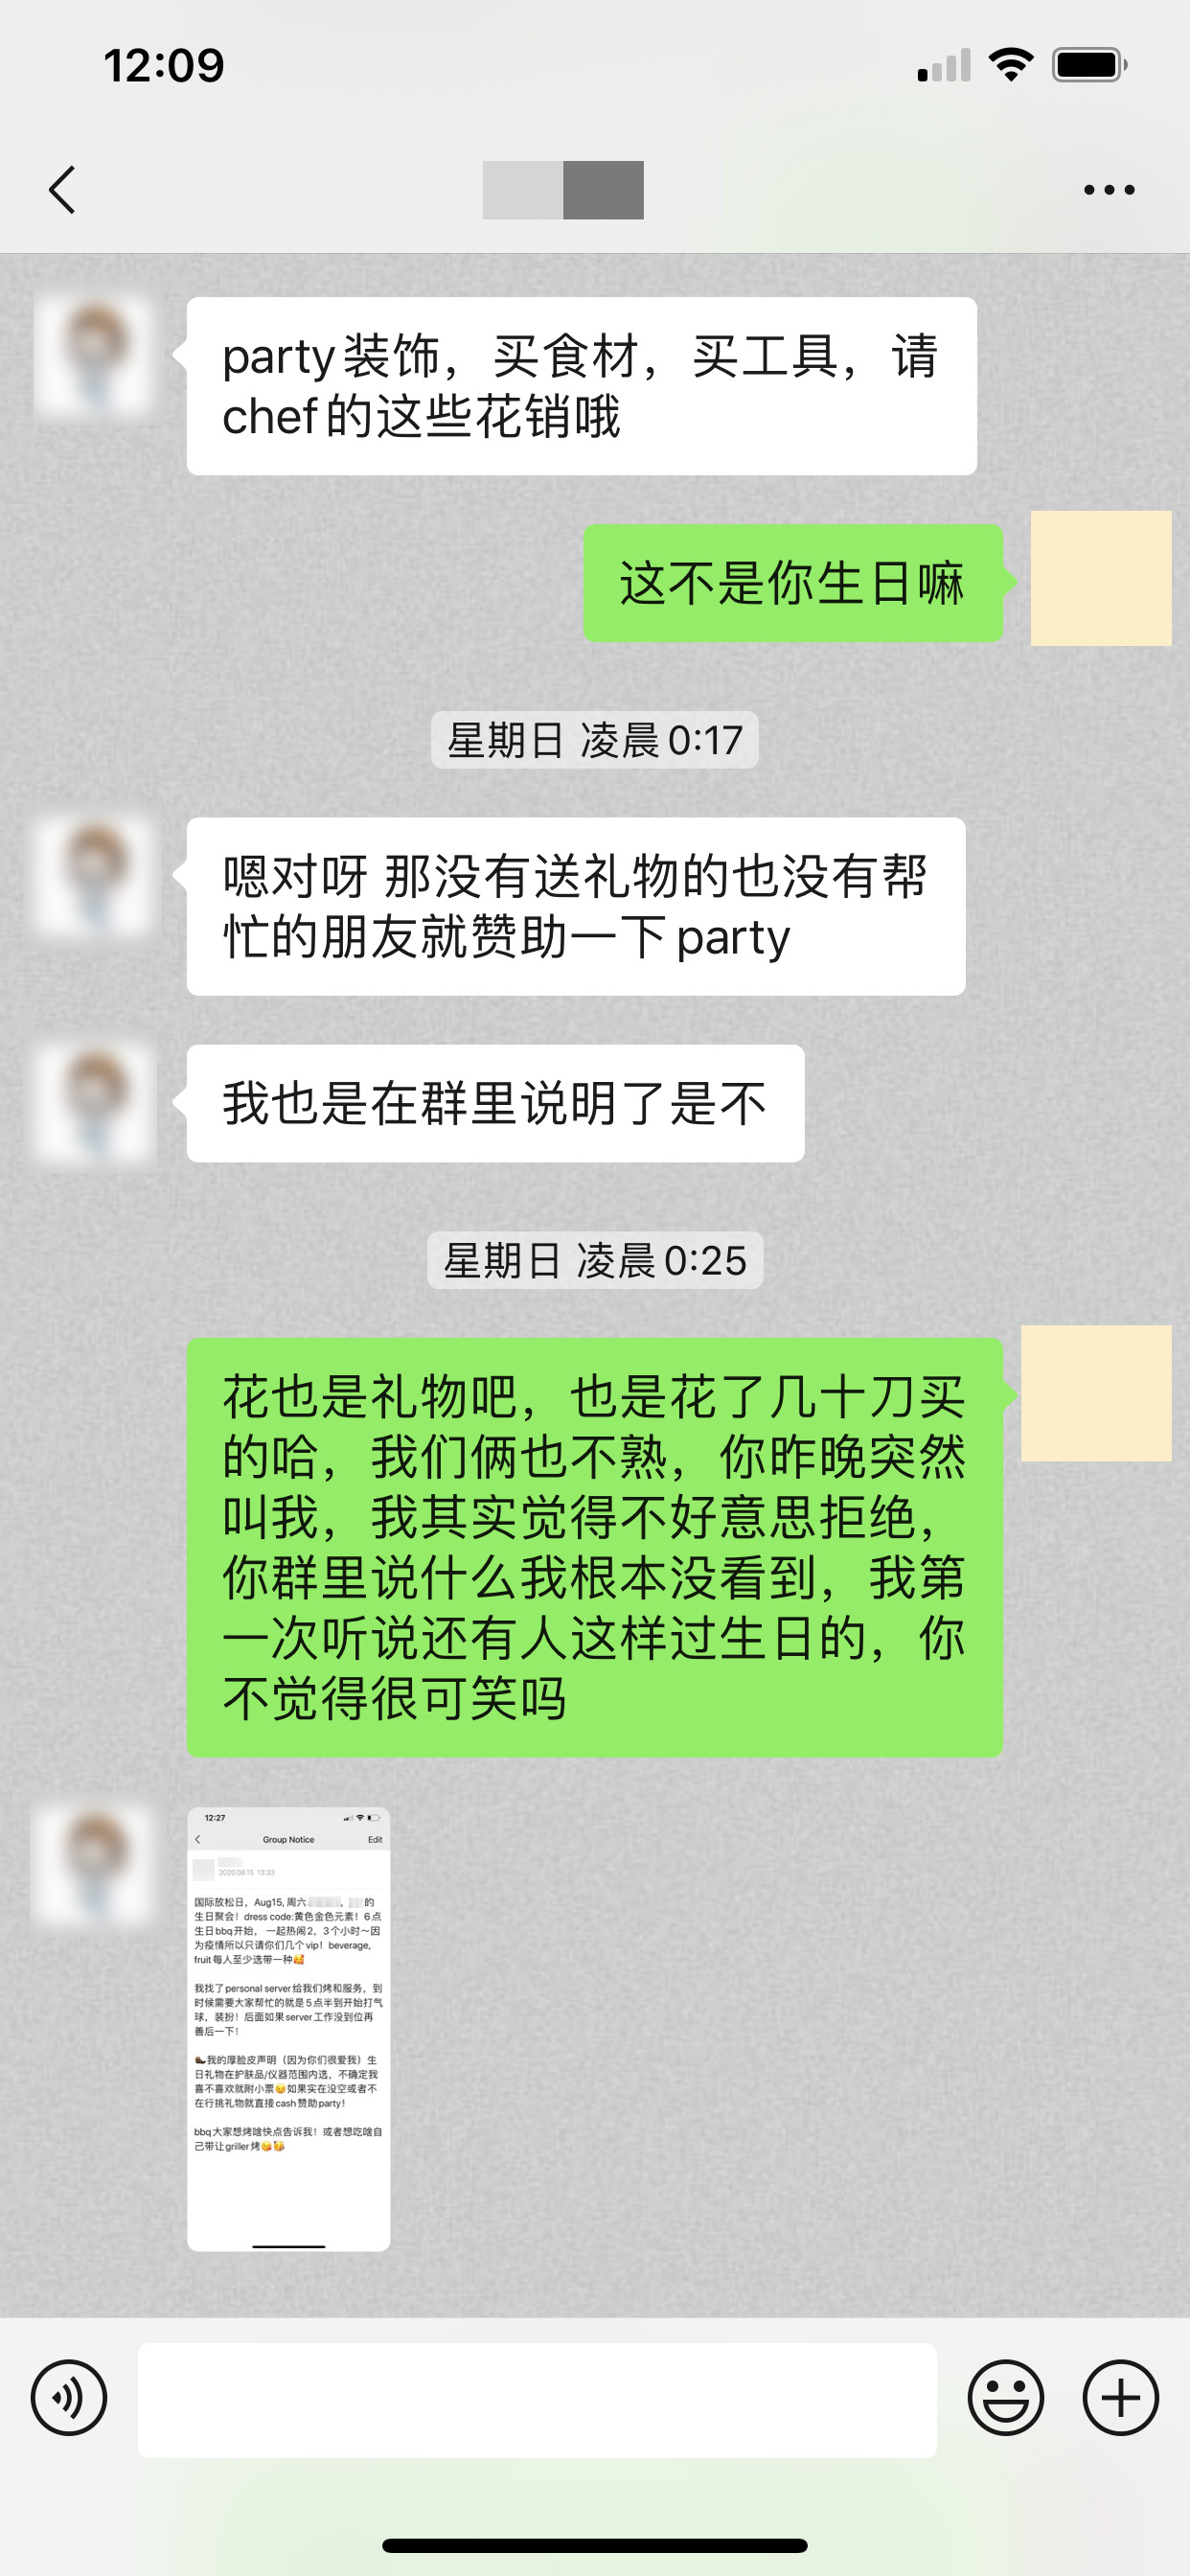 12:09
party装饰，买食材，买工具，请
chef的这些花销哦
这不是你生日嘛
星期日 凌晨0:17
嗯对呀 那没有送礼物的也没有帮
忙的朋友就赞助一下party
我也是在群里说明了是不
星期日 凌晨0:25
花也是礼物吧，也是花了几十刀买
的哈，我们俩也不熟，你昨晚突然
叫我，我其实觉得不好意思拒绝，
你群里说什么我根本没看到，我第
一次听说还有人这样过生日的，你
不觉得很可笑吗
12:27
Group Notice Edit
2020.08.15 13:33
国际放松日，Aug15, 周六 ，的
生日聚会！dress code:黄色金色元素！6点
生日bbq开始， 一起热闹2，3个小时～因
为疫情所以只请你们几个vip！beverage,
fruit 每人至少选带一种🥰
我找了personal server给我们烤和服务，到
时候需要大家帮忙的就是5点半到开始打气
球，装扮！后面如果server工作没到位再
善后一下！
我的厚脸皮声明（因为你们很爱我）生
日礼物在护肤品/仪器范围内选，不确定我
喜不喜欢就附小票😉如果实在没空或者不
在行挑礼物就直接cash赞助party！
bbq大家想烤啥快点告诉我！或者想吃啥自
己带让griller烤😋🥳